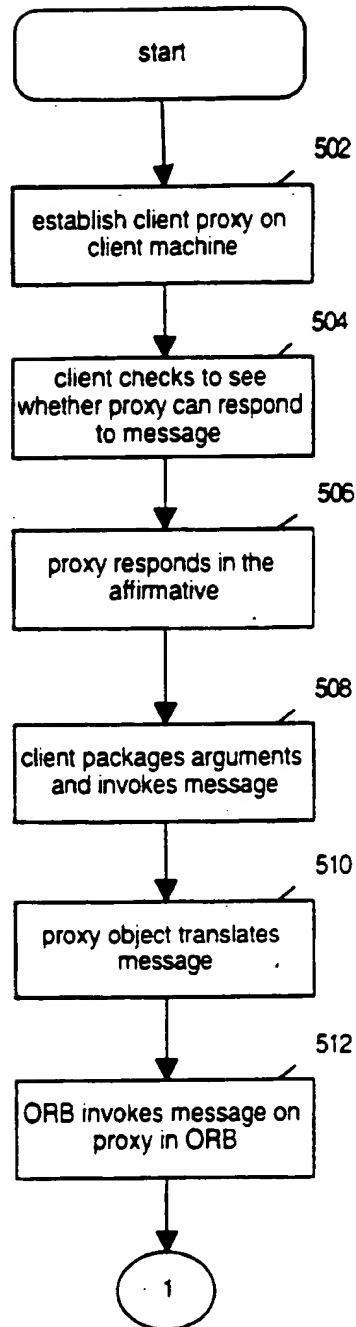 start
502
establish client proxy on
client machine
504
client checks to see
whether proxy can respond
to message
506
proxy responds in the
affirmative
508
client packages arguments
and invokes message
510
proxy object translates
message
512
ORB invokes message on
proxy in ORB
1